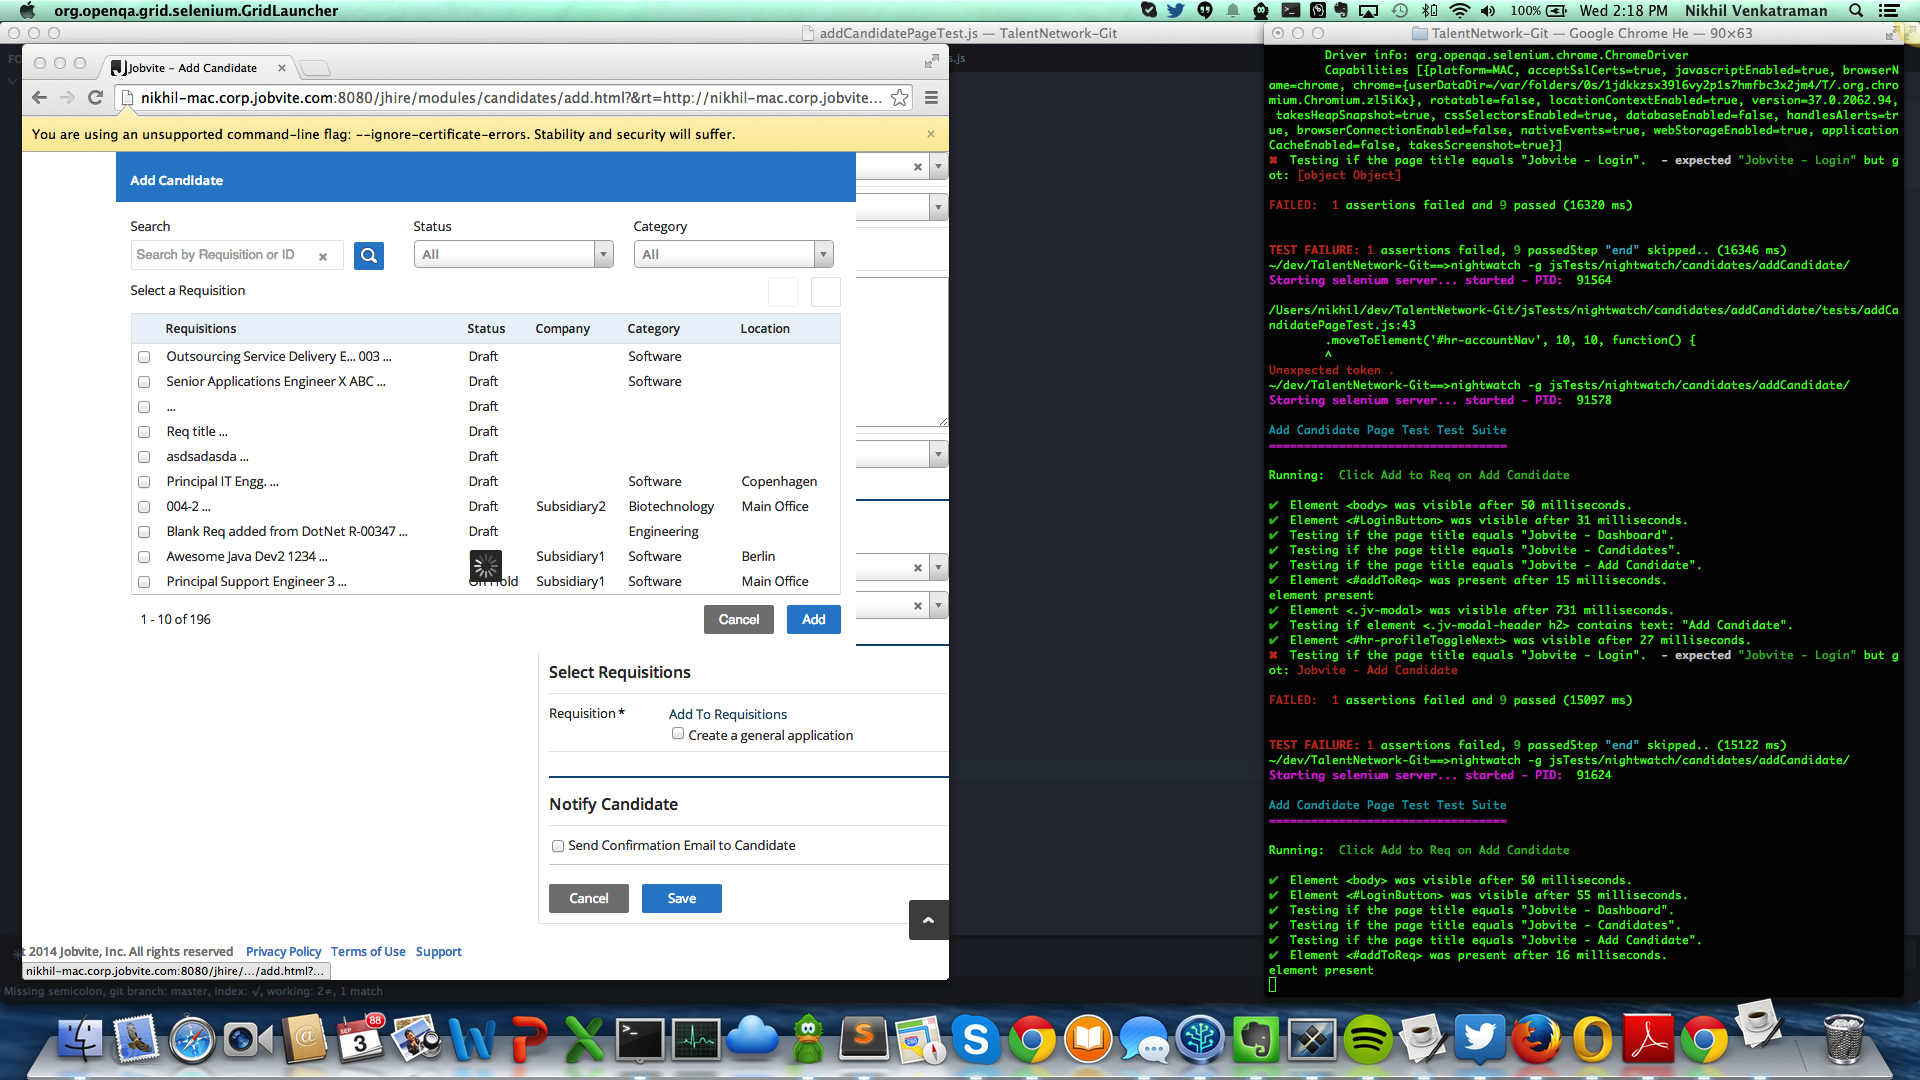 org.openqa.grid.selenium.GridLauncher
100%
Wed 2:18 PM
Nikhil Venkatraman
addCandidatePageTest.js — TalentNetwork-Git
Jobvite - Add Candidate
nikhil-mac.corp.jobvite.com:8080/jhire/modules/candidates/add.html?&rt=http://nikhil-mac.corp.jobvite...
You are using an unsupported command-line flag: --ignore-certificate-errors. Stability and security will suffer.
Add Candidate
Search Status Category
Search by Requisition or ID All All
Select a Requisition
Requisitions Status Company Category Location
Outsourcing Service Delivery E... 003 ... Draft Software
Senior Applications Engineer X ABC ... Draft Software
... Draft
Req title ... Draft
asdsadasda ... Draft
Principal IT Engg. ... Draft Software Copenhagen
004-2 ... Draft Subsidiary2 Biotechnology Main Office
Blank Req added from DotNet R-00347 ... Draft Engineering
Awesome Java Dev2 1234 ... Subsidiary1 Software Berlin
Principal Support Engineer 3 ... On Hold Subsidiary1 Software Main Office
1 - 10 of 196 Cancel Add
Select Requisitions
Requisition * Add To Requisitions
Create a general application
Notify Candidate
Send Confirmation Email to Candidate
Cancel Save
t 2014 Jobvite, Inc. All rights reserved Privacy Policy Terms of Use Support
nikhil-mac.corp.jobvite.com:8080/jhire/.../add.html?...
Missing semicolon, git branch: master, index: √, working: 2≠, 1 match
TalentNetwork-Git — Google Chrome He — 90×63
Driver info: org.openqa.selenium.chrome.ChromeDriver
Capabilities [{platform=MAC, acceptSslCerts=true, javascriptEnabled=true, browserN
ame=chrome, chrome={userDataDir=/var/folders/0s/1jdkkzsx39l6vy2p1s7hmfbc3x2jm4/T/.org.chro
mium.Chromium.zl5iKx}, rotatable=false, locationContextEnabled=true, version=37.0.2062.94,
takesHeapSnapshot=true, cssSelectorsEnabled=true, databaseEnabled=false, handlesAlerts=tr
ue, browserConnectionEnabled=false, nativeEvents=true, webStorageEnabled=true, application
CacheEnabled=false, takesScreenshot=true}]
✖ Testing if the page title equals "Jobvite - Login". - expected "Jobvite - Login" but g
ot: [object Object]
FAILED: 1 assertions failed and 9 passed (16320 ms)
TEST FAILURE: 1 assertions failed, 9 passedStep "end" skipped.. (16346 ms)
~/dev/TalentNetwork-Git==>nightwatch -g jsTests/nightwatch/candidates/addCandidate/
Starting selenium server... started - PID: 91564
/Users/nikhil/dev/TalentNetwork-Git/jsTests/nightwatch/candidates/addCandidate/tests/addCa
ndidatePageTest.js:43
.moveToElement('#hr-accountNav', 10, 10, function() {
^
Unexpected token .
~/dev/TalentNetwork-Git==>nightwatch -g jsTests/nightwatch/candidates/addCandidate/
Starting selenium server... started - PID: 91578
Add Candidate Page Test Test Suite
==================================
Running: Click Add to Req on Add Candidate
✔ Element <body> was visible after 50 milliseconds.
✔ Element <#LoginButton> was visible after 31 milliseconds.
✔ Testing if the page title equals "Jobvite - Dashboard".
✔ Testing if the page title equals "Jobvite - Candidates".
✔ Testing if the page title equals "Jobvite - Add Candidate".
✔ Element <#addToReq> was present after 15 milliseconds.
element present
✔ Element <.jv-modal> was visible after 731 milliseconds.
✔ Testing if element <.jv-modal-header h2> contains text: "Add Candidate".
✔ Element <#hr-profileToggleNext> was visible after 27 milliseconds.
✖ Testing if the page title equals "Jobvite - Login". - expected "Jobvite - Login" but g
ot: Jobvite - Add Candidate
FAILED: 1 assertions failed and 9 passed (15097 ms)
TEST FAILURE: 1 assertions failed, 9 passedStep "end" skipped.. (15122 ms)
~/dev/TalentNetwork-Git==>nightwatch -g jsTests/nightwatch/candidates/addCandidate/
Starting selenium server... started - PID: 91624
Add Candidate Page Test Test Suite
==================================
Running: Click Add to Req on Add Candidate
✔ Element <body> was visible after 50 milliseconds.
✔ Element <#LoginButton> was visible after 55 milliseconds.
✔ Testing if the page title equals "Jobvite - Dashboard".
✔ Testing if the page title equals "Jobvite - Candidates".
✔ Testing if the page title equals "Jobvite - Add Candidate".
✔ Element <#addToReq> was present after 16 milliseconds.
element present
SEP
3
88